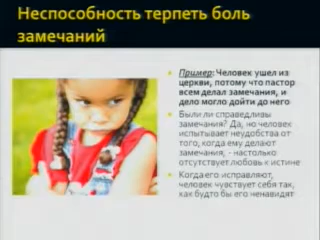 Неспособность терпеть боль
замечаний
Пример: Человек ушел из
церкви, потому что пастор
всем делал замечания, и
дело могло дойти до него
Были ли справедливы
замечания? Да, но человек
испытывает неудобства от
того, когда ему делают
замечания, - настолько
отсутствует любовь к истине
Когда его исправляют,
человек чувствует себя так,
как будто бы его ненавидят